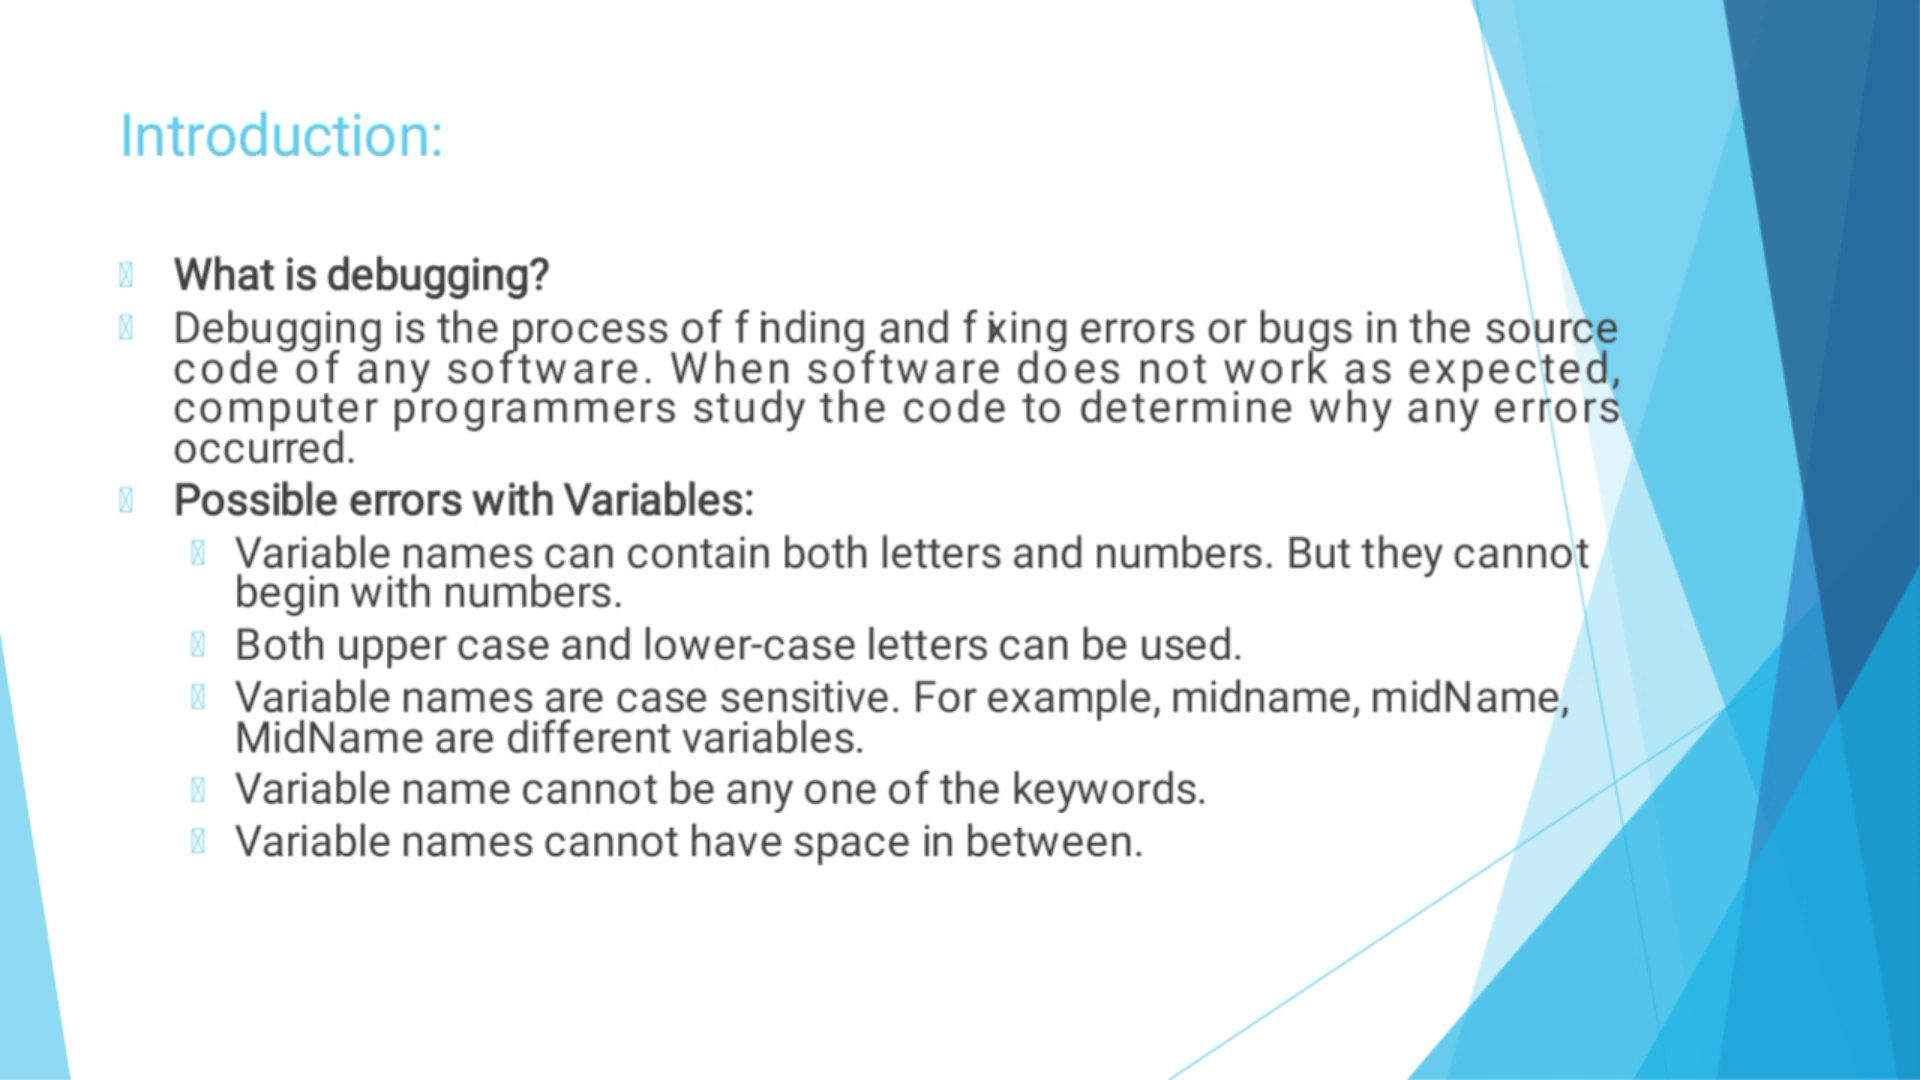 Introduction:
What is debugging?
Debugging is the process of finding and fixing errors or bugs in the source
code of any software. When software does not work as expected,
computer programmers study the code to determine why any errors
occurred.
Possible errors with Variables:
Variable names can contain both letters and numbers. But they cannot
begin with numbers.
Both upper case and lower-case letters can be used.
Variable names are case sensitive. For example, midname, midName,
MidName are different variables.
Variable name cannot be any one of the keywords.
Variable names cannot have space in between.